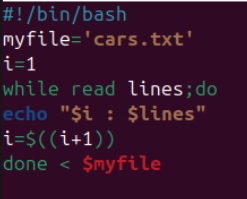 #!/bin/bash
myfile='cars.txt'
i=1
while read lines;do
echo "$i : $lines"
i=$((i+1))
done < $myfile